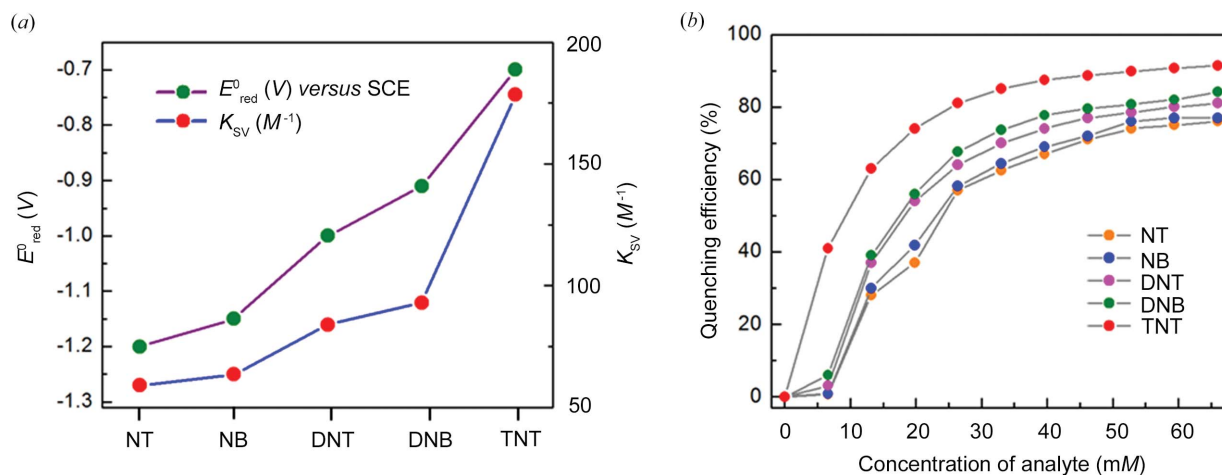 (a)
E⁰red (V)
-0.7
-0.8
-0.9
-1.0
-1.1
-1.2
-1.3
E⁰red (V) versus SCE
KSV (M⁻¹)
NT NB DNT DNB TNT
200
150
100
50
KSV (M⁻¹)
(b)
Quenching efficiency (%)
100
80
60
40
20
0
NT
NB
DNT
DNB
TNT
0 10 20 30 40 50 60
Concentration of analyte (mM)